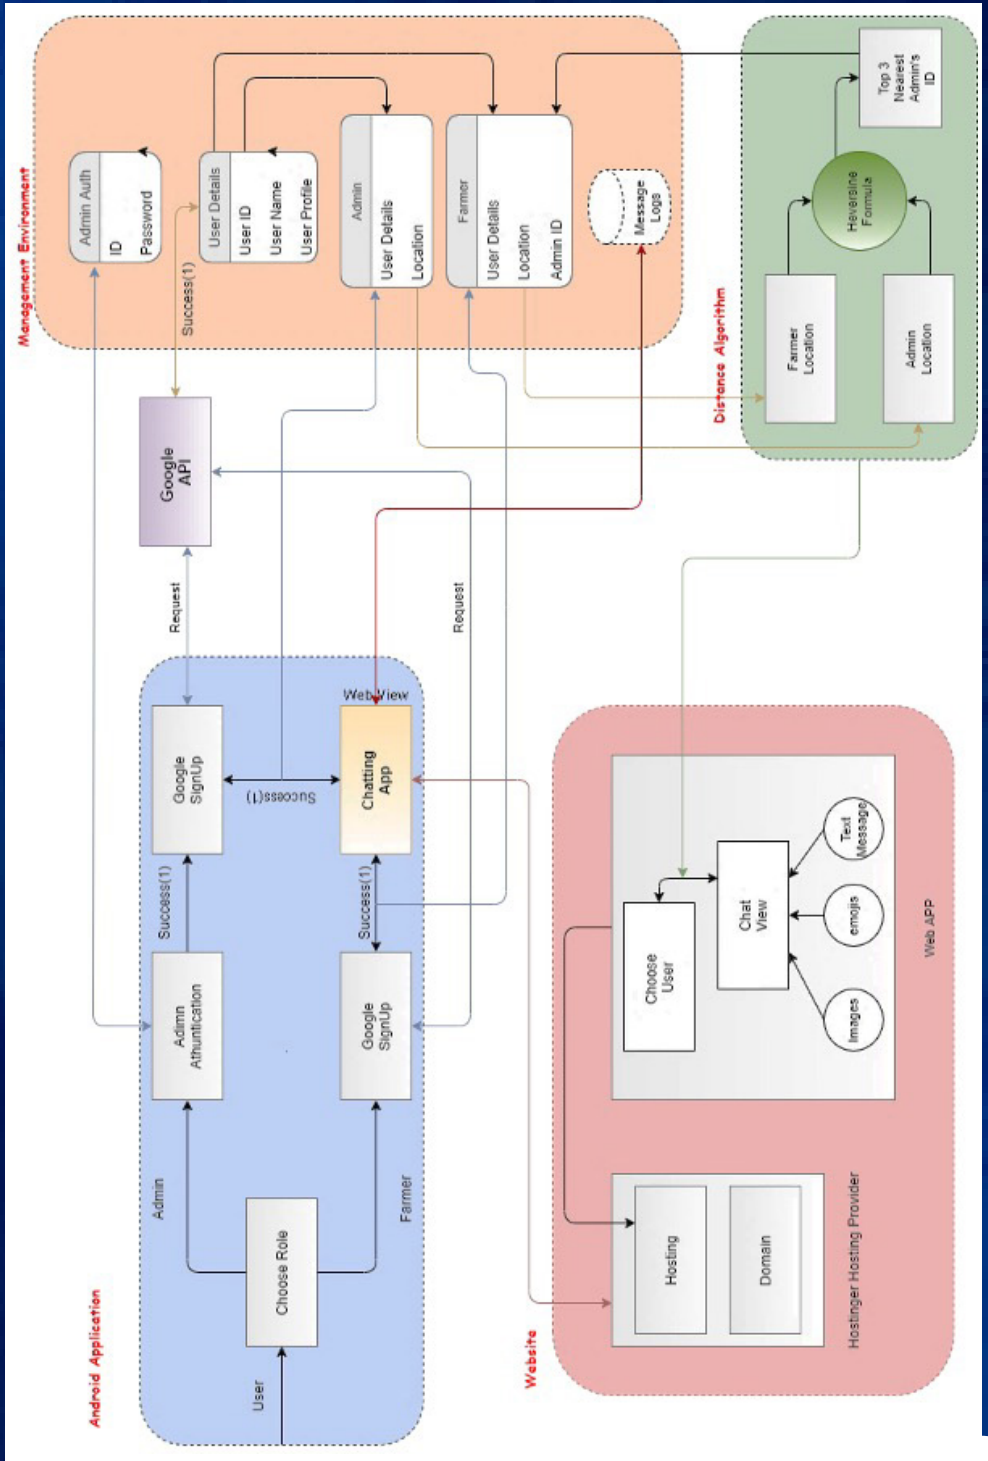 Android Application
User
Choose Role
Admin
Farmer
Adimn
Athuntication
Success(1)
Google
SignUp
Google
SignUp
Success(1)
Success(1)
Web View
Chatting
App
Request
Request
Google
API
Management Environment
Success(1)
Admin Auth
ID
Password
User Details
User ID
User Name
User Profile
Admin
User Details
Location
Farmer
User Details
Location
Admin ID
Message
Logs
Website
Hosting
Domain
Hostinger Hosting Provider
Choose
User
Chat
View
Images
emojis
Text
Message
Web APP
Distance Algorithm
Farmer
Location
Admin
Location
Heversine
Formula
Top 3
Nearest
Admin's
ID